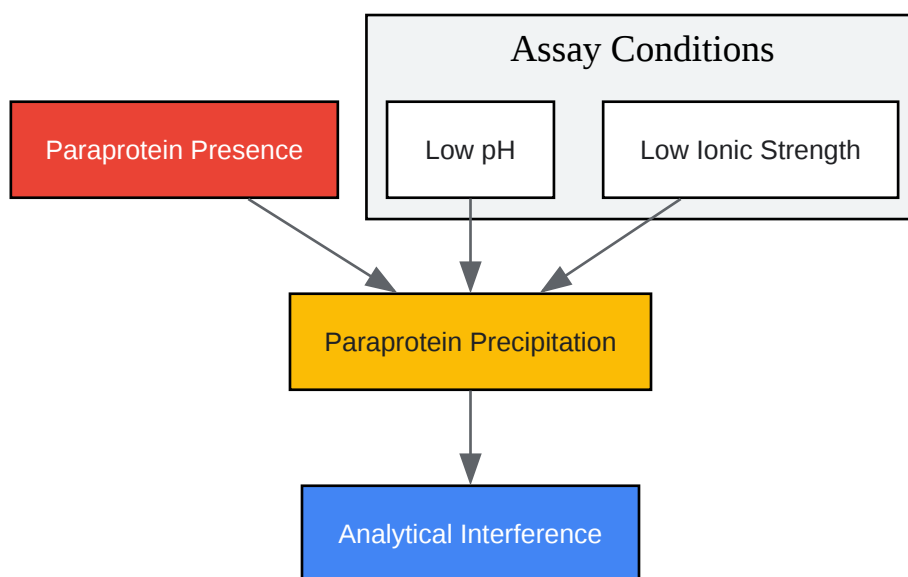 Assay Conditions
Paraprotein Presence
Low pH
Low Ionic Strength
Paraprotein Precipitation
Analytical Interference